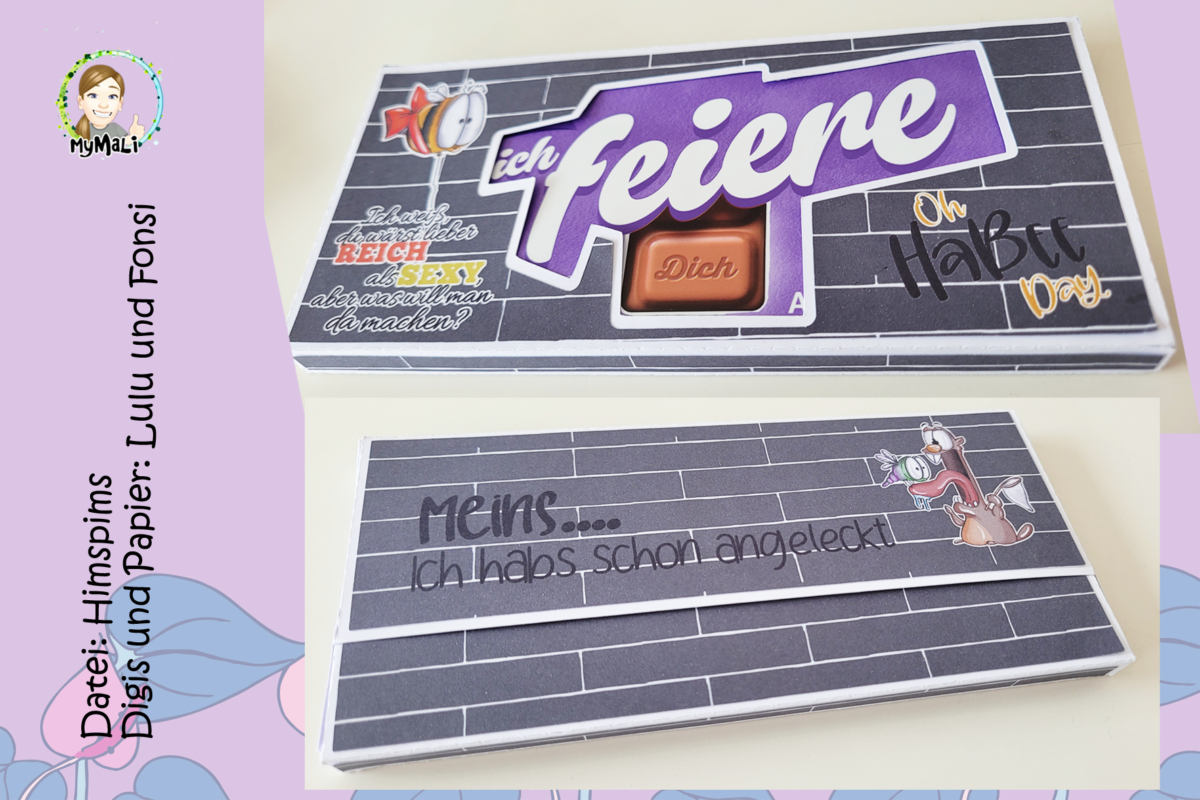 MyMaLi
Datei: Himspims
Digis und Papier: Lulu und Fonsi
ich
feiere
Dich
A
Ich weiß,
du wärst lieber
REICH
als SEXY,
aber was will man
da machen?
Oh
HaBee
Day
Meins....
Ich habs schon angeleckt